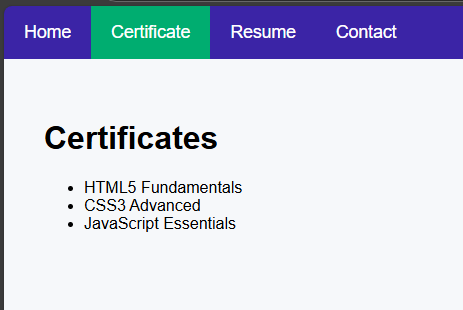 Home Certificate Resume Contact
Certificates
HTML5 Fundamentals
CSS3 Advanced
JavaScript Essentials